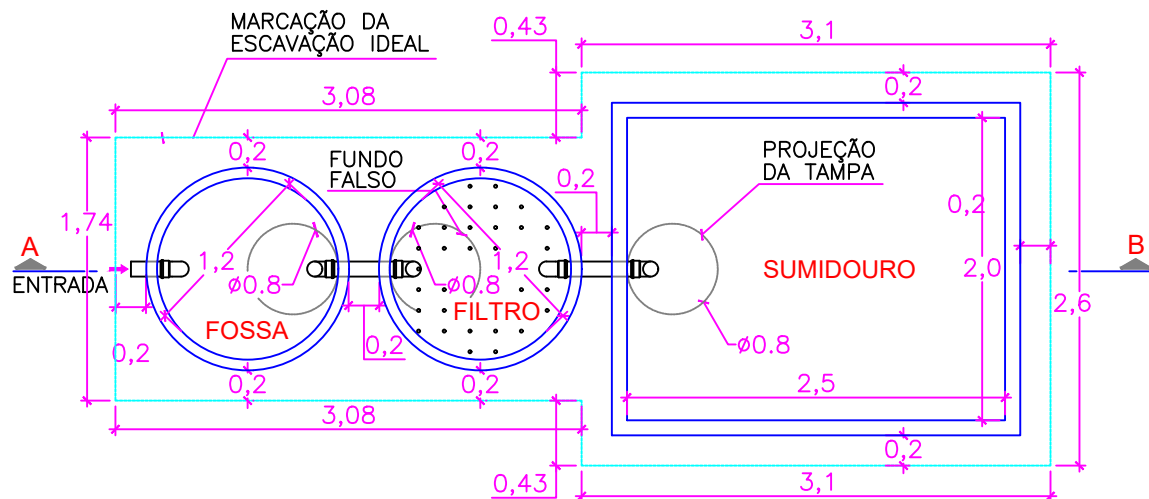 MARCAÇÃO DA
ESCAVAÇÃO IDEAL
0,43
3,1
3,08
0,2
0,2
FUNDO
FALSO
PROJEÇÃO
DA TAMPA
0,2
0,2
0,2
1,74
A
ENTRADA
1,2
Ø0.8
FOSSA
1,2
Ø0.8
FILTRO
SUMIDOURO
2,0
B
2,6
0,2
0,2
Ø0.8
0,2
0,2
2,5
3,08
0,2
0,43
3,1